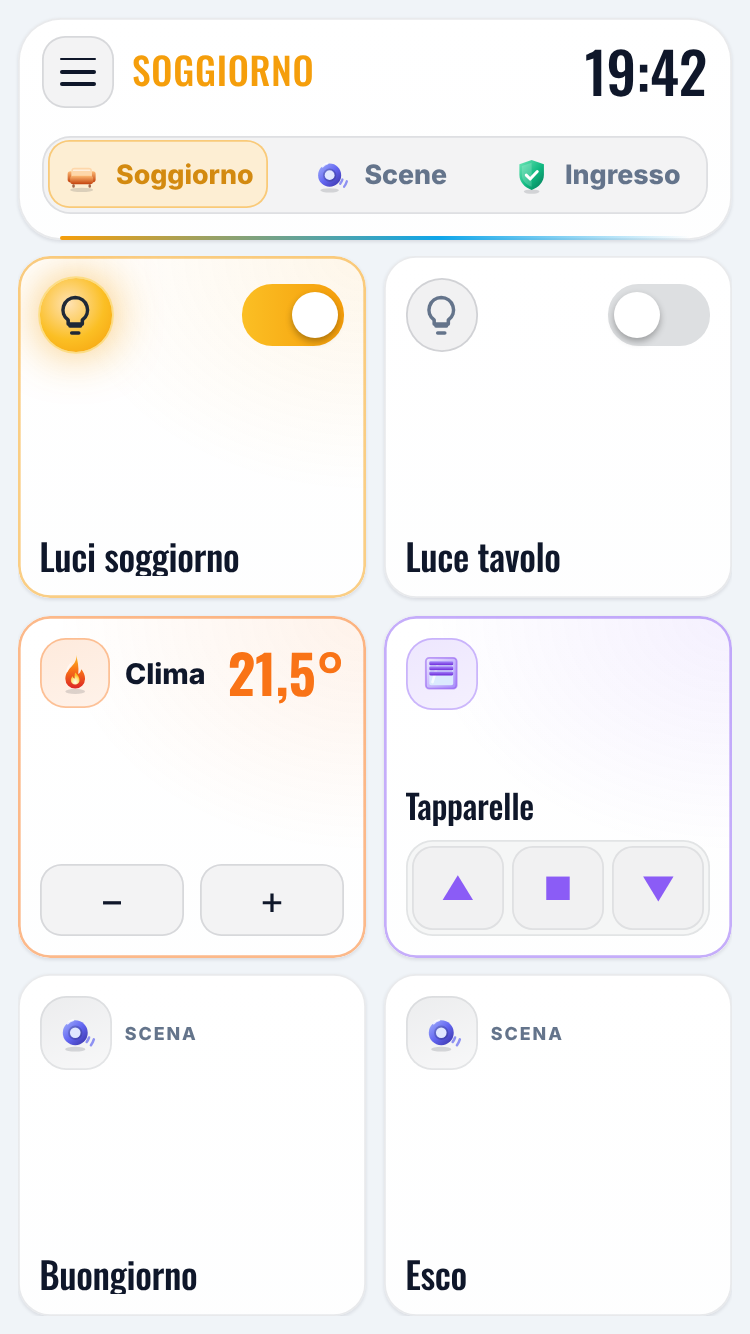 SOGGIORNO
19:42
Soggiorno
Scene
Ingresso
Luci soggiorno
Luce tavolo
Clima
21,5°
Tapparelle
−
+
SCENA
SCENA
Buongiorno
Esco